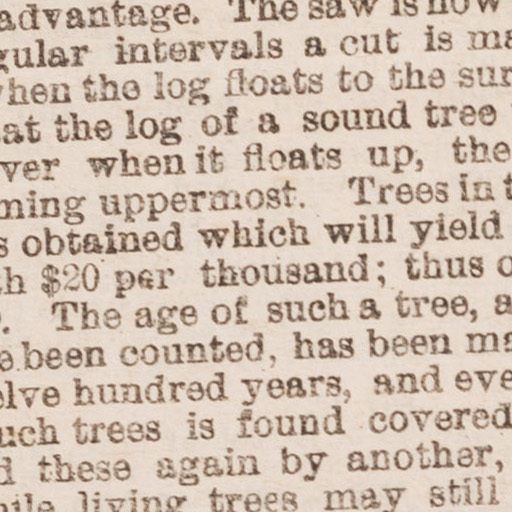 advantage. The saw is now
gular intervals a cut is ma
when the log floats to the sur
at the log of a sound tree
ver when it floats up, the
ming uppermost. Trees in t
s obtained which will yield
th $20 per thousand; thus o
. The age of such a tree, a
e been counted, has been ma
elve hundred years, and eve
uch trees is found covered
d these again by another,
hile living trees may still